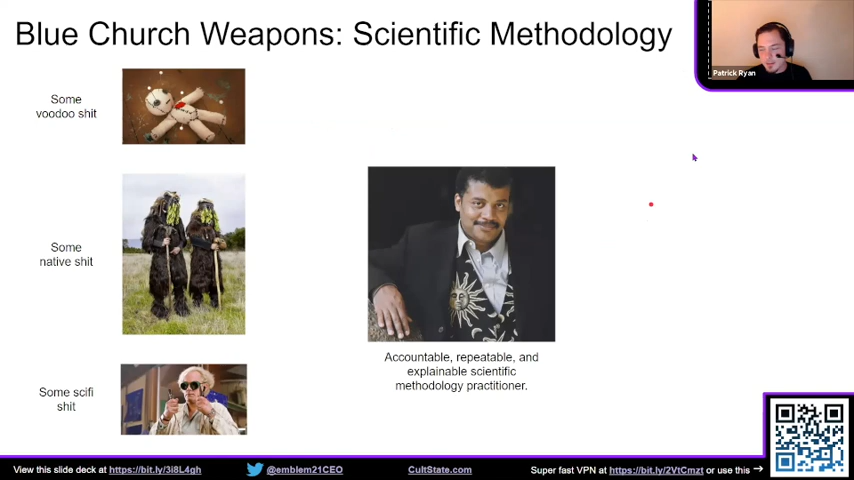 Blue Church Weapons: Scientific Methodology
Patrick Ryan
Some
voodoo shit
Some
native shit
Accountable, repeatable, and
explainable scientific
methodology practitioner.
Some scifi
shit
View this slide deck at https://bit.ly/3i8L4gh
@emblem21CEO
CultState.com
Super fast VPN at https://bit.ly/2VtCmzt or use this →